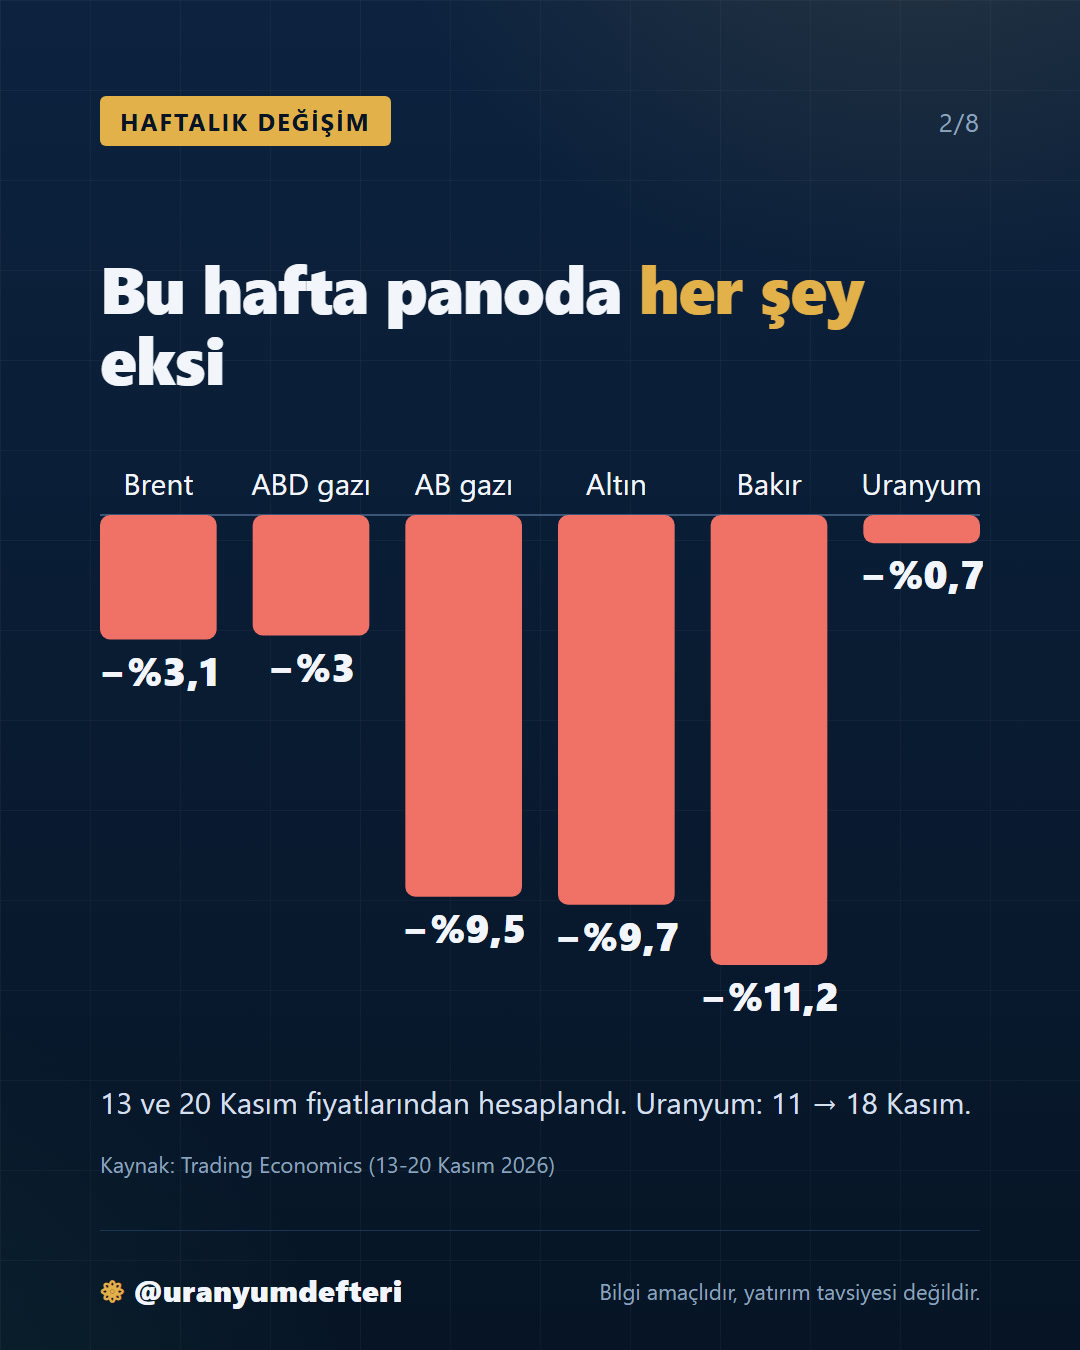 HAFTALIK DEĞİŞİM
2/8
Bu hafta panoda her şey
eksi
Brent ABD gazı AB gazı Altın Bakır Uranyum
−%3,1 −%3 −%9,5 −%9,7 −%11,2 −%0,7
13 ve 20 Kasım fiyatlarından hesaplandı. Uranyum: 11 → 18 Kasım.
Kaynak: Trading Economics (13-20 Kasım 2026)
@uranyumdefteri
Bilgi amaçlıdır, yatırım tavsiyesi değildir.